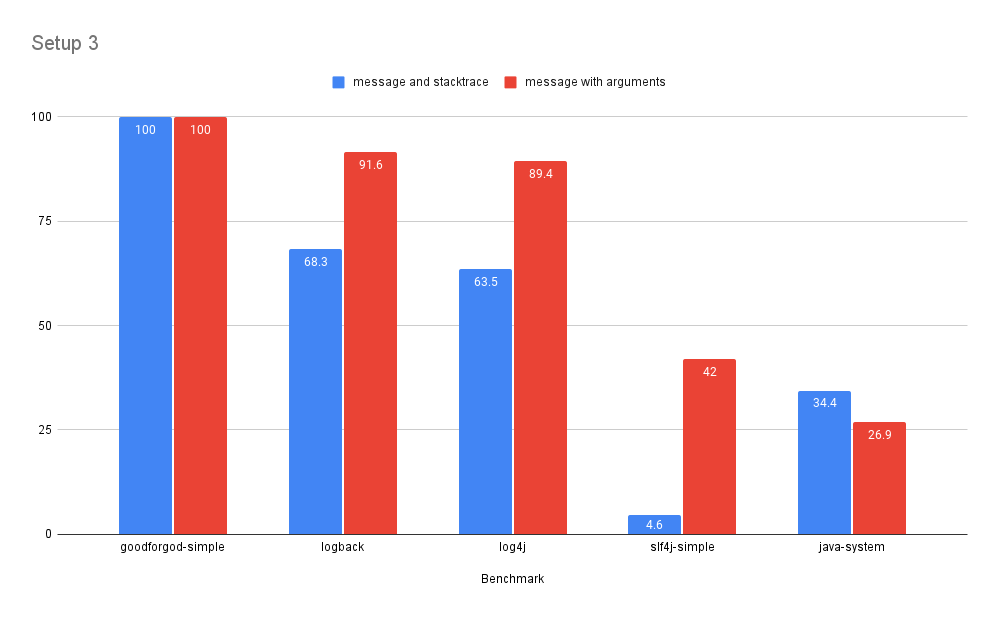 Setup 3
message and stacktrace message with arguments
100
75
50
25
0
100 100
68.3 91.6
63.5 89.4
4.6 42
34.4 26.9
goodforgod-simple logback log4j slf4j-simple java-system
Benchmark